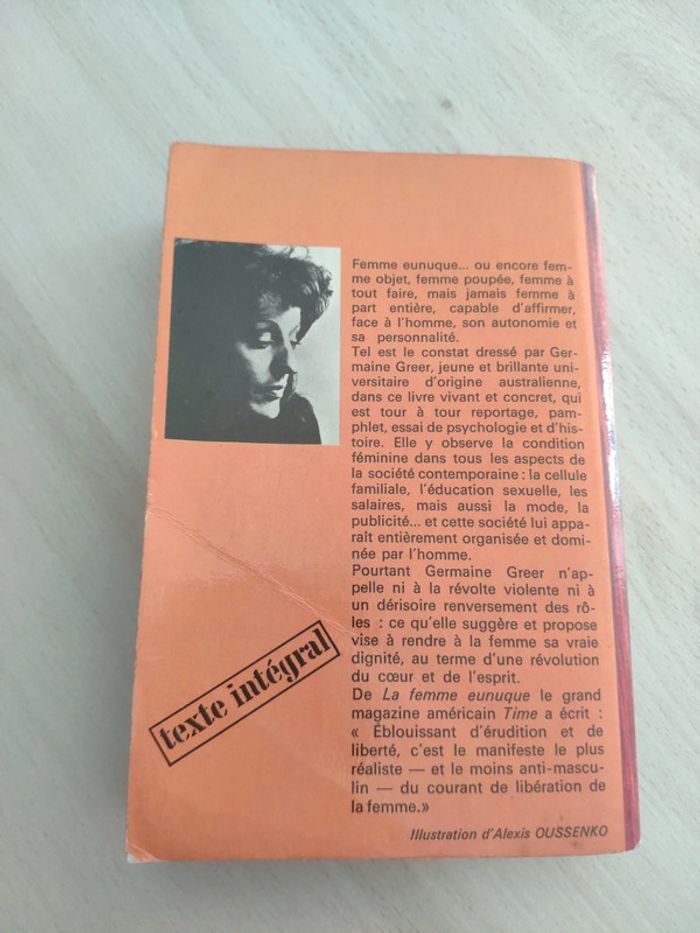 Femme eunuque... ou encore fem-
me objet, femme poupée, femme à
tout faire, mais jamais femme à
part entière, capable d'affirmer,
face à l'homme, son autonomie et
sa personnalité.
Tel est le constat dressé par Ger-
maine Greer, jeune et brillante uni-
versitaire d'origine australienne,
dans ce livre vivant et concret, qui
est tour à tour reportage, pam-
phlet, essai de psychologie et d'his-
toire. Elle y observe la condition
féminine dans tous les aspects de
la société contemporaine : la cellule
familiale, l'éducation sexuelle, les
salaires, mais aussi la mode, la
publicité... et cette société lui appa-
raît entièrement organisée et domi-
née par l'homme.
Pourtant Germaine Greer n'ap-
pelle ni à la révolte violente ni à
un dérisoire renversement des rô-
les : ce qu'elle suggère et propose
vise à rendre à la femme sa vraie
dignité, au terme d'une révolution
du cœur et de l'esprit.
De La femme eunuque le grand
magazine américain Time a écrit :
« Éblouissant d'érudition et de
liberté, c'est le manifeste le plus
réaliste — et le moins anti-mascu-
lin — du courant de libération de
la femme.»
texte intégral
Illustration d'Alexis OUSSENKO